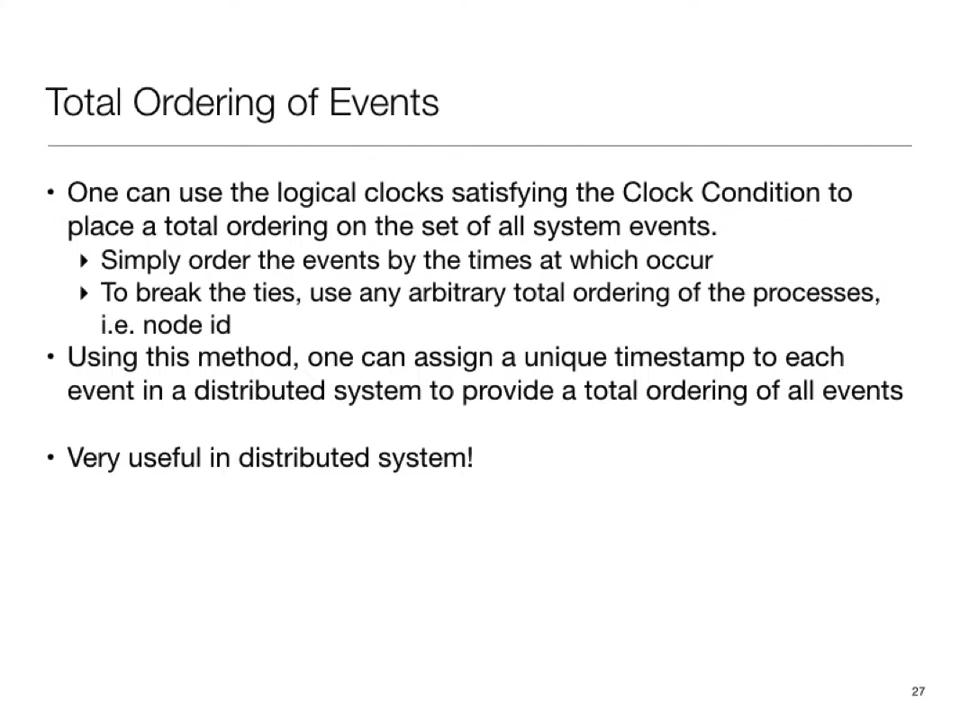 Total Ordering of Events
• One can use the logical clocks satisfying the Clock Condition to
place a total ordering on the set of all system events.
‣ Simply order the events by the times at which occur
‣ To break the ties, use any arbitrary total ordering of the processes,
i.e. node id
• Using this method, one can assign a unique timestamp to each
event in a distributed system to provide a total ordering of all events
• Very useful in distributed system!
27